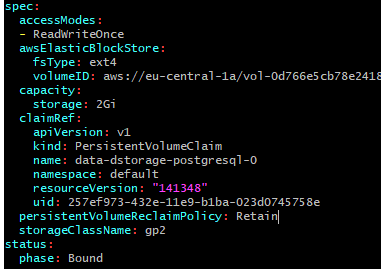 spec:
  accessModes:
  - ReadWriteOnce
  awsElasticBlockStore:
    fsType: ext4
    volumeID: aws://eu-central-1a/vol-0d766e5cb78e2418
  capacity:
    storage: 2Gi
  claimRef:
    apiVersion: v1
    kind: PersistentVolumeClaim
    name: data-dstorage-postgresql-0
    namespace: default
    resourceVersion: "141348"
    uid: 257ef973-432e-11e9-b1ba-023d0745758e
  persistentVolumeReclaimPolicy: Retain
  storageClassName: gp2
status:
  phase: Bound